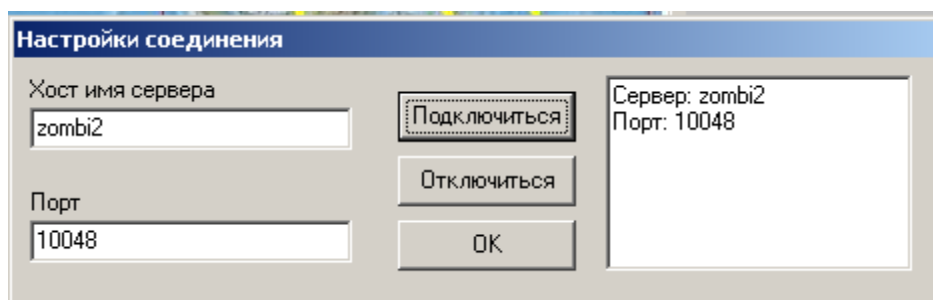 Настройки соединения
Хост имя сервера
zombi2
Порт
10048
Подключиться
Отключиться
OK
Сервер: zombi2
Порт: 10048